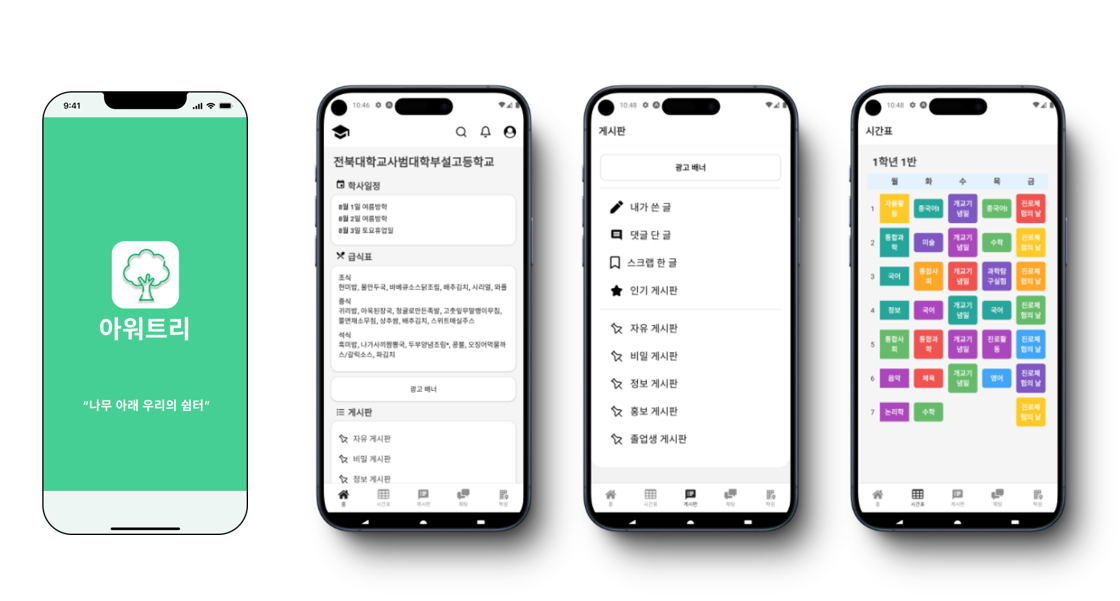 9:41
아워트리
“나무 아래 우리의 쉼터”
10:46
전북대학교사범대학부설고등학교
학사일정
8월 1일 여름방학
8월 2일 여름방학
8월 3일 토요휴업일
급식표
조식
현미밥, 물만두국, 바베큐소스닭조림, 배추김치, 시리얼, 와플
중식
귀리밥, 아욱된장국, 정글로만든족발, 고춧잎무말랭이무침,
쫄면채소무침, 상추쌈, 배추김치, 스위트매실주스
석식
흑미밥, 나가사끼짬뽕국, 두부양념조림*, 콩불, 오징어먹물까
스/갈릭소스, 파김치
광고 배너
게시판
자유 게시판
비밀 게시판
정보 게시판
홈
시간표
게시판
채팅
학원
10:48
게시판
광고 배너
내가 쓴 글
댓글 단 글
스크랩 한 글
인기 게시판
자유 게시판
비밀 게시판
정보 게시판
홍보 게시판
졸업생 게시판
홈
시간표
게시판
채팅
학원
10:48
시간표
1학년 1반
월 화 수 목 금
1 자율활동 중국어I 개교기념일 중국어I 진로체험의 날
2 통합과학 미술 개교기념일 수학 진로체험의 날
3 국어 통합사회 개교기념일 과학탐구실험 진로체험의 날
4 정보 국어 개교기념일 국어 진로체험의 날
5 통합사회 통합과학 개교기념일 진로활동 진로체험의 날
6 음악 체육 개교기념일 영어 진로체험의 날
7 논리학 수학 진로체험의 날
홈
시간표
게시판
채팅
학원